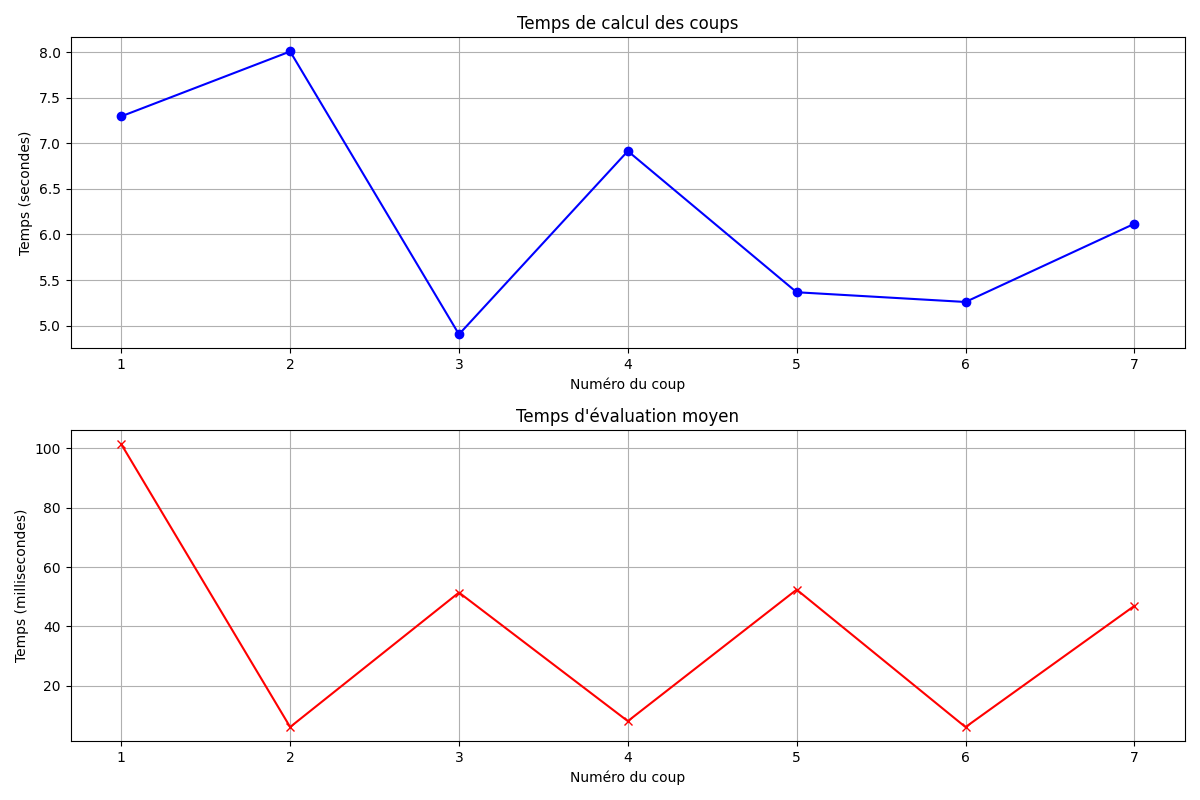 Temps de calcul des coups
Temps (secondes)
8.0
7.5
7.0
6.5
6.0
5.5
5.0
1 2 3 4 5 6 7
Numéro du coup
Temps d'évaluation moyen
Temps (millisecondes)
100
80
60
40
20
1 2 3 4 5 6 7
Numéro du coup